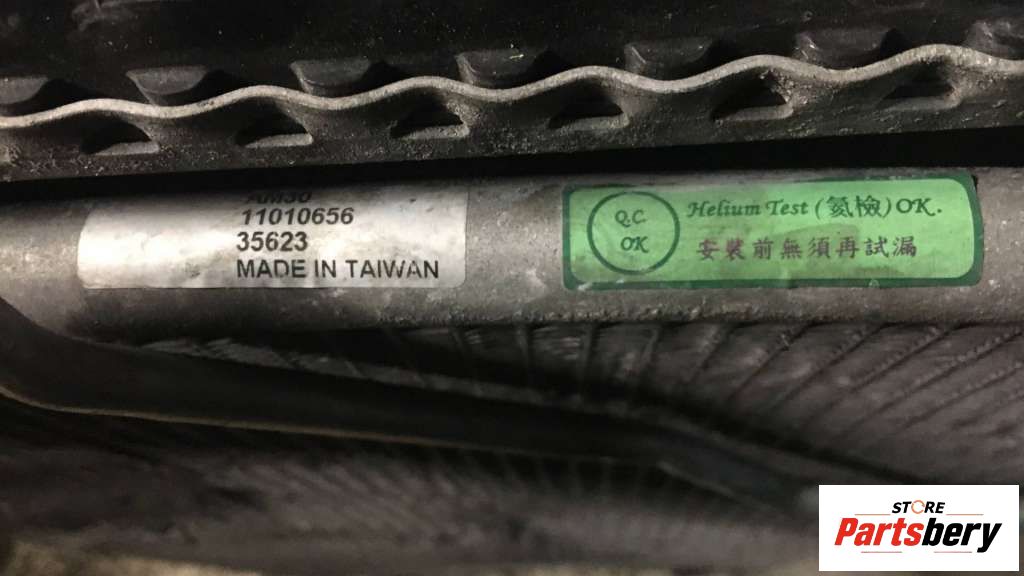 AM30
11010656
35623
MADE IN TAIWAN
Q.C OK
Helium Test (氦檢) OK.
安裝前無須再試漏
STORE
Partsbery